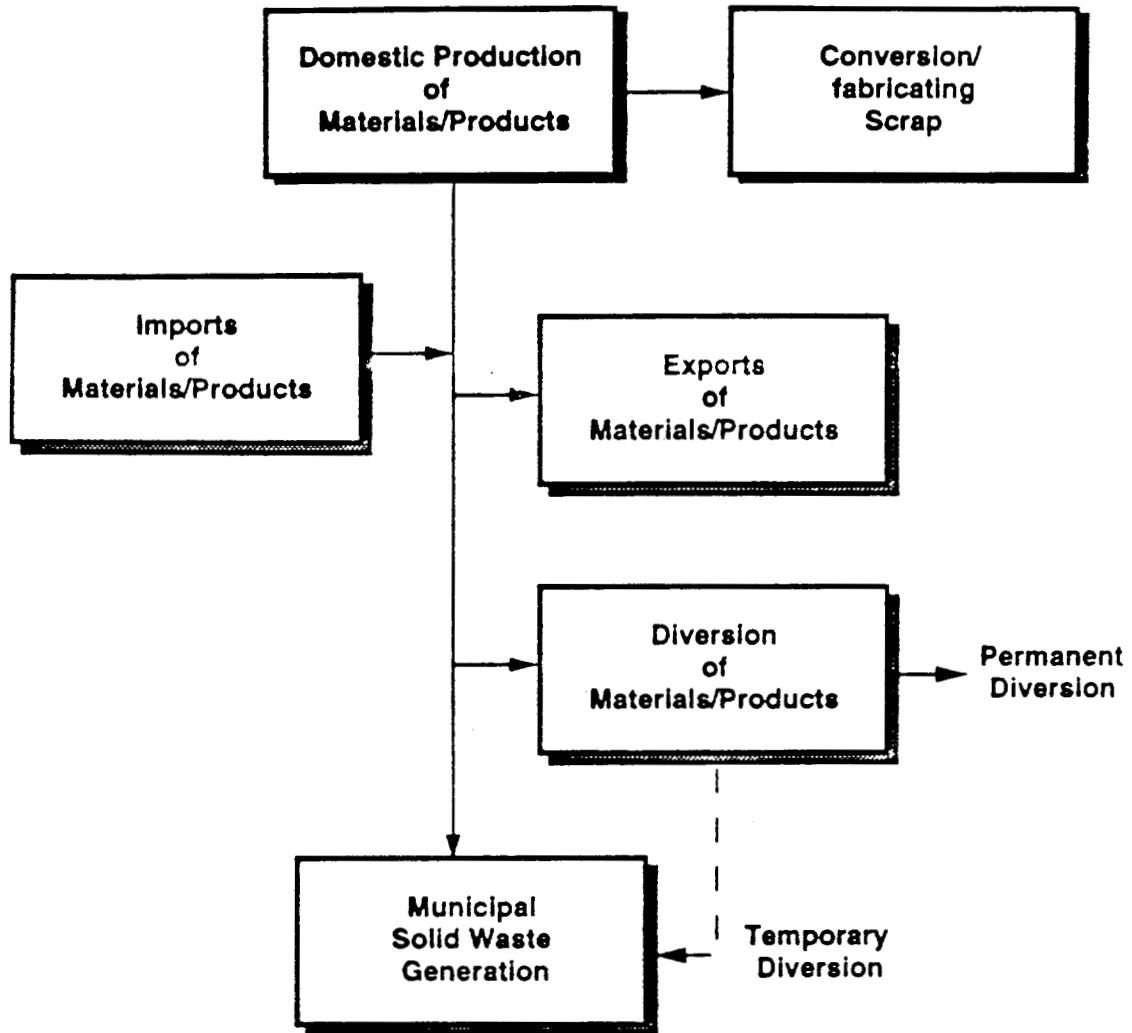 Domestic Production
of
Materials/Products
Conversion/
fabricating
Scrap
Imports
of
Materials/Products
Exports
of
Materials/Products
Diversion
of
Materials/Products
Permanent
Diversion
Municipal
Solid Waste
Generation
Temporary
Diversion